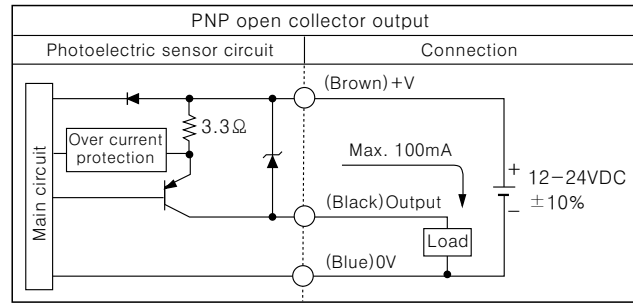 PNP open collector output
Photoelectric sensor circuit
Connection
(Brown)+V
3.3Ω
Over current
protection
Main circuit
Max. 100mA
+
12-24VDC
−
±10%
(Black)Output
Load
(Blue)0V